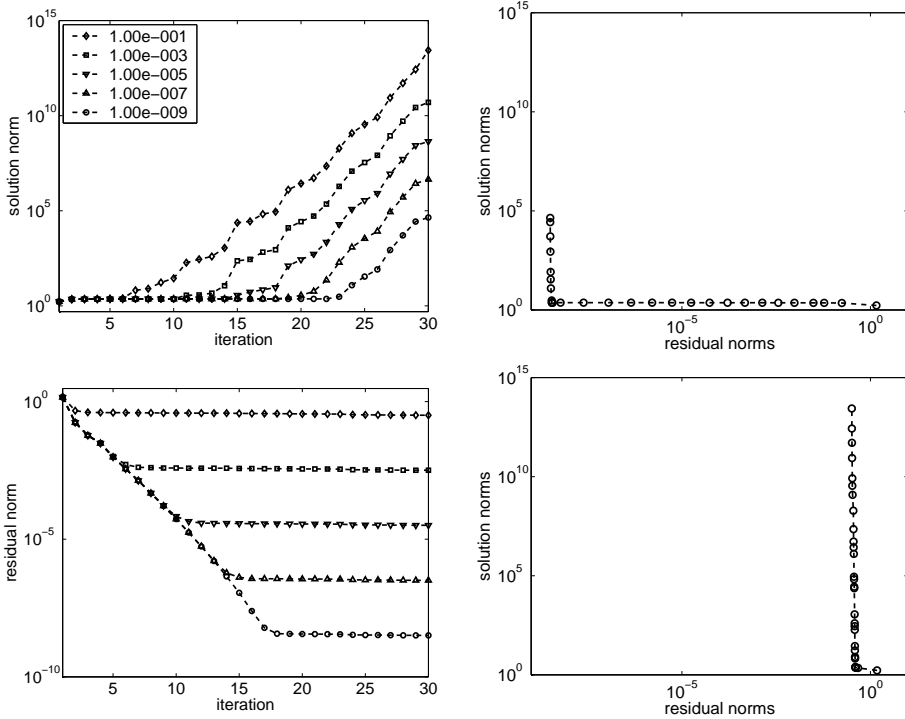 10^15
10^10
10^5
10^0
solution norm
1.00e−001
1.00e−003
1.00e−005
1.00e−007
1.00e−009
5 10 15 20 25 30
iteration
10^15
10^10
10^5
10^0
solution norms
10^−5 10^0
residual norms
10^0
10^−5
10^−10
residual norm
5 10 15 20 25 30
iteration
10^15
10^10
10^5
10^0
solution norms
10^−5 10^0
residual norms